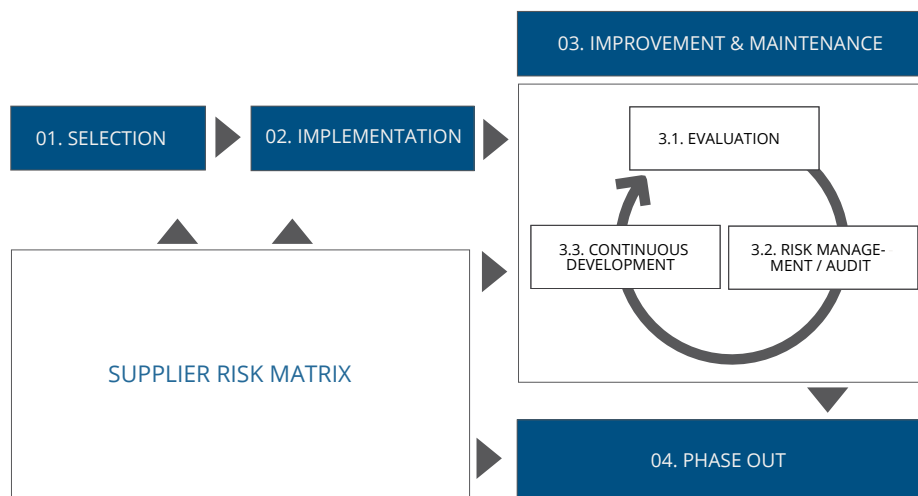 03. IMPROVEMENT & MAINTENANCE
01. SELECTION
02. IMPLEMENTATION
3.1. EVALUATION
3.3. CONTINUOUS
DEVELOPMENT
3.2. RISK MANAGE-
MENT / AUDIT
SUPPLIER RISK MATRIX
04. PHASE OUT